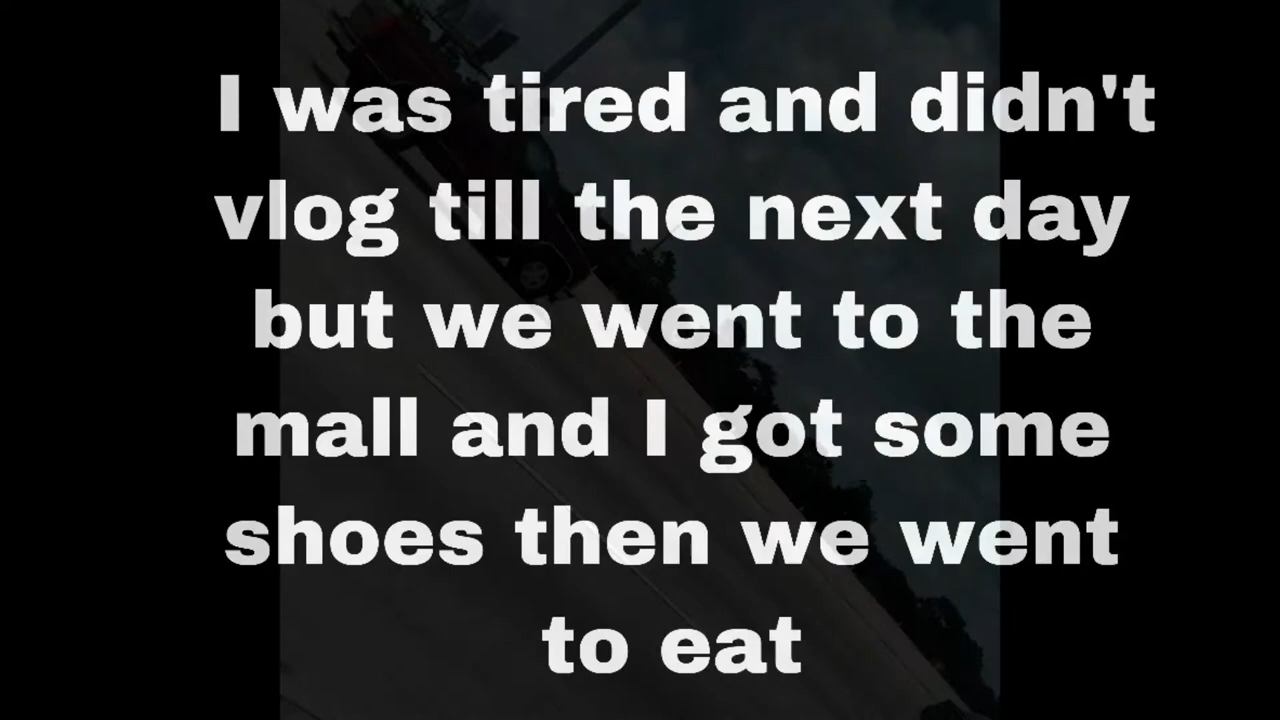 I was tired and didn't
vlog till the next day
but we went to the
mall and I got some
shoes then we went
to eat